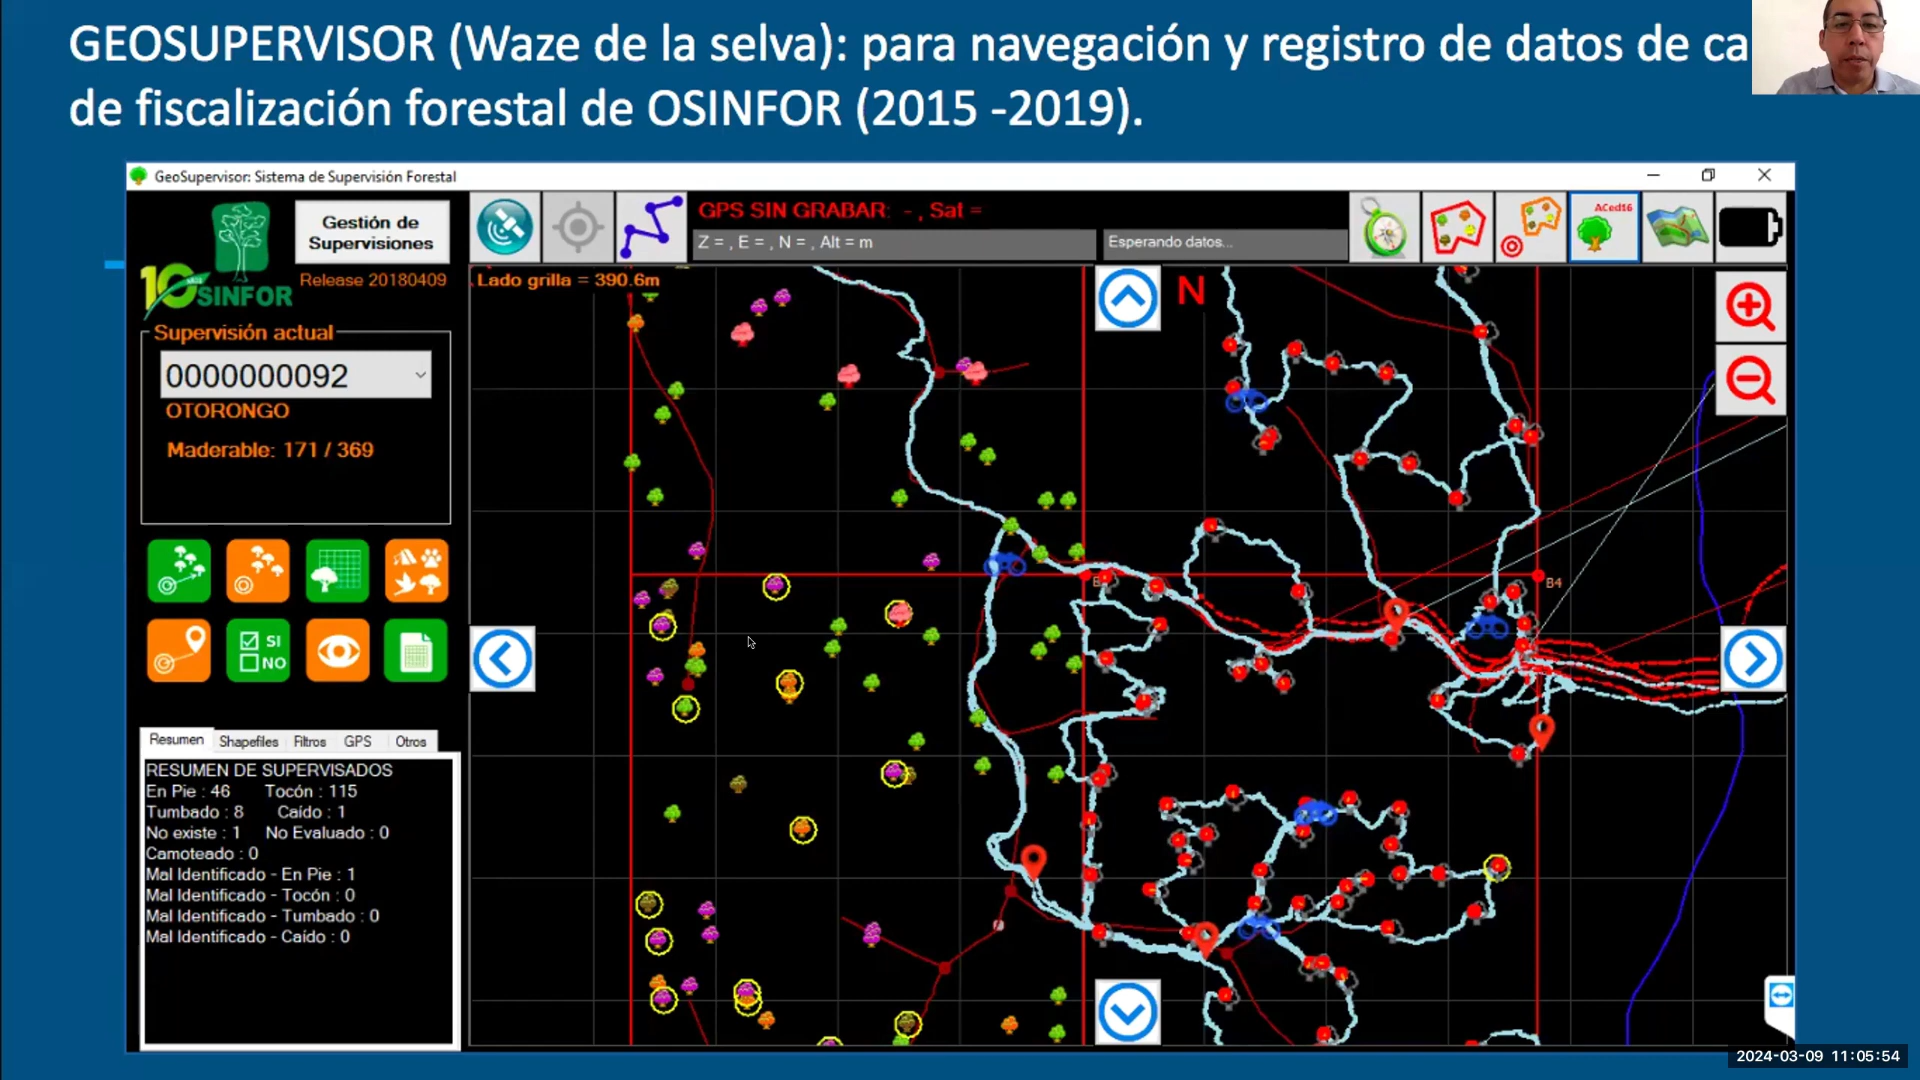 GEOSUPERVISOR (Waze de la selva): para navegación y registro de datos de ca
de fiscalización forestal de OSINFOR (2015 -2019).
GeoSupervisor: Sistema de Supervisión Forestal
Gestión de
Supervisiones
Release 20180409
10
OSINFOR
GPS SIN GRABAR: - , Sat =
Z = , E = , N = , Alt = m
Esperando datos...
ACed16
Lado grilla = 390.6m
N
Supervisión actual
0000000092
OTORONGO
Maderable: 171 / 369
SI
NO
B4
Resumen Shapefiles Filtros GPS Otros
RESUMEN DE SUPERVISADOS
En Pie : 46 Tocón : 115
Tumbado : 8 Caído : 1
No existe : 1 No Evaluado : 0
Camoteado : 0
Mal Identificado - En Pie : 1
Mal Identificado - Tocón : 0
Mal Identificado - Tumbado : 0
Mal Identificado - Caído : 0
2024-03-09 11:05:54